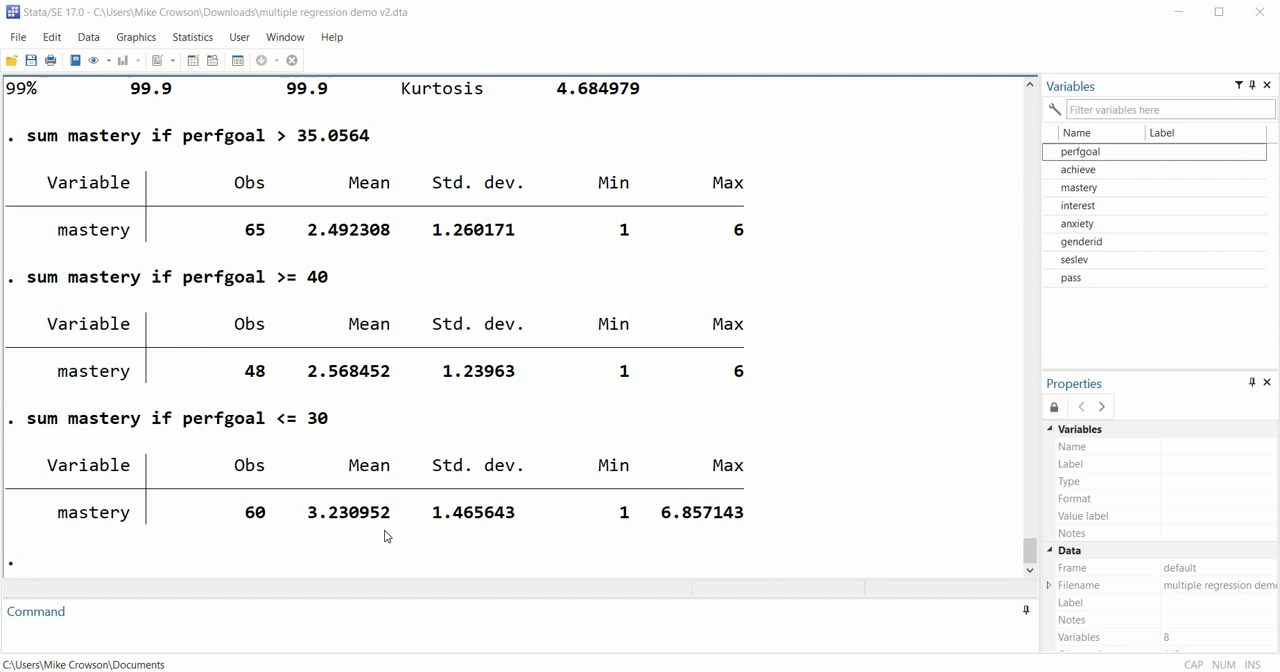 Stata/SE 17.0 - C:\Users\Mike Crowson\Downloads\multiple regression demo v2.dta
File Edit Data Graphics Statistics User Window Help
99% 99.9 99.9 Kurtosis 4.684979
. sum mastery if perfgoal > 35.0564
Variable Obs Mean Std. dev. Min Max
mastery 65 2.492308 1.260171 1 6
. sum mastery if perfgoal >= 40
Variable Obs Mean Std. dev. Min Max
mastery 48 2.568452 1.23963 1 6
. sum mastery if perfgoal <= 30
Variable Obs Mean Std. dev. Min Max
mastery 60 3.230952 1.465643 1 6.857143
.
Command
C:\Users\Mike Crowson\Documents
Variables
Filter variables here
Name Label
perfgoal
achieve
mastery
interest
anxiety
genderid
seslev
pass
Properties
Variables
Name
Label
Type
Format
Value label
Notes
Data
Frame default
Filename multiple regression demo
Label
Notes
Variables 8
CAP NUM INS